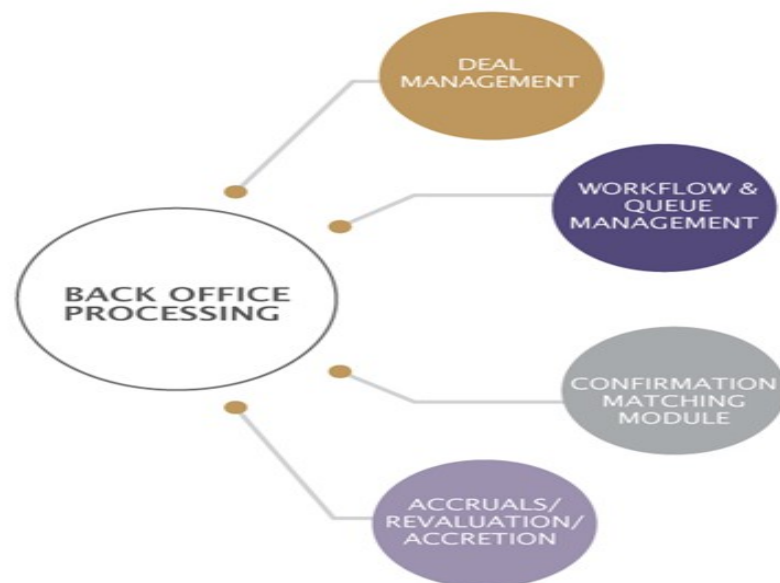 DEAL
MANAGEMENT
WORKFLOW &
QUEUE
MANAGEMENT
BACK OFFICE
PROCESSING
CONFIRMATION
MATCHING
MODULE
ACCRUALS/
REVALUATION/
ACCRETION